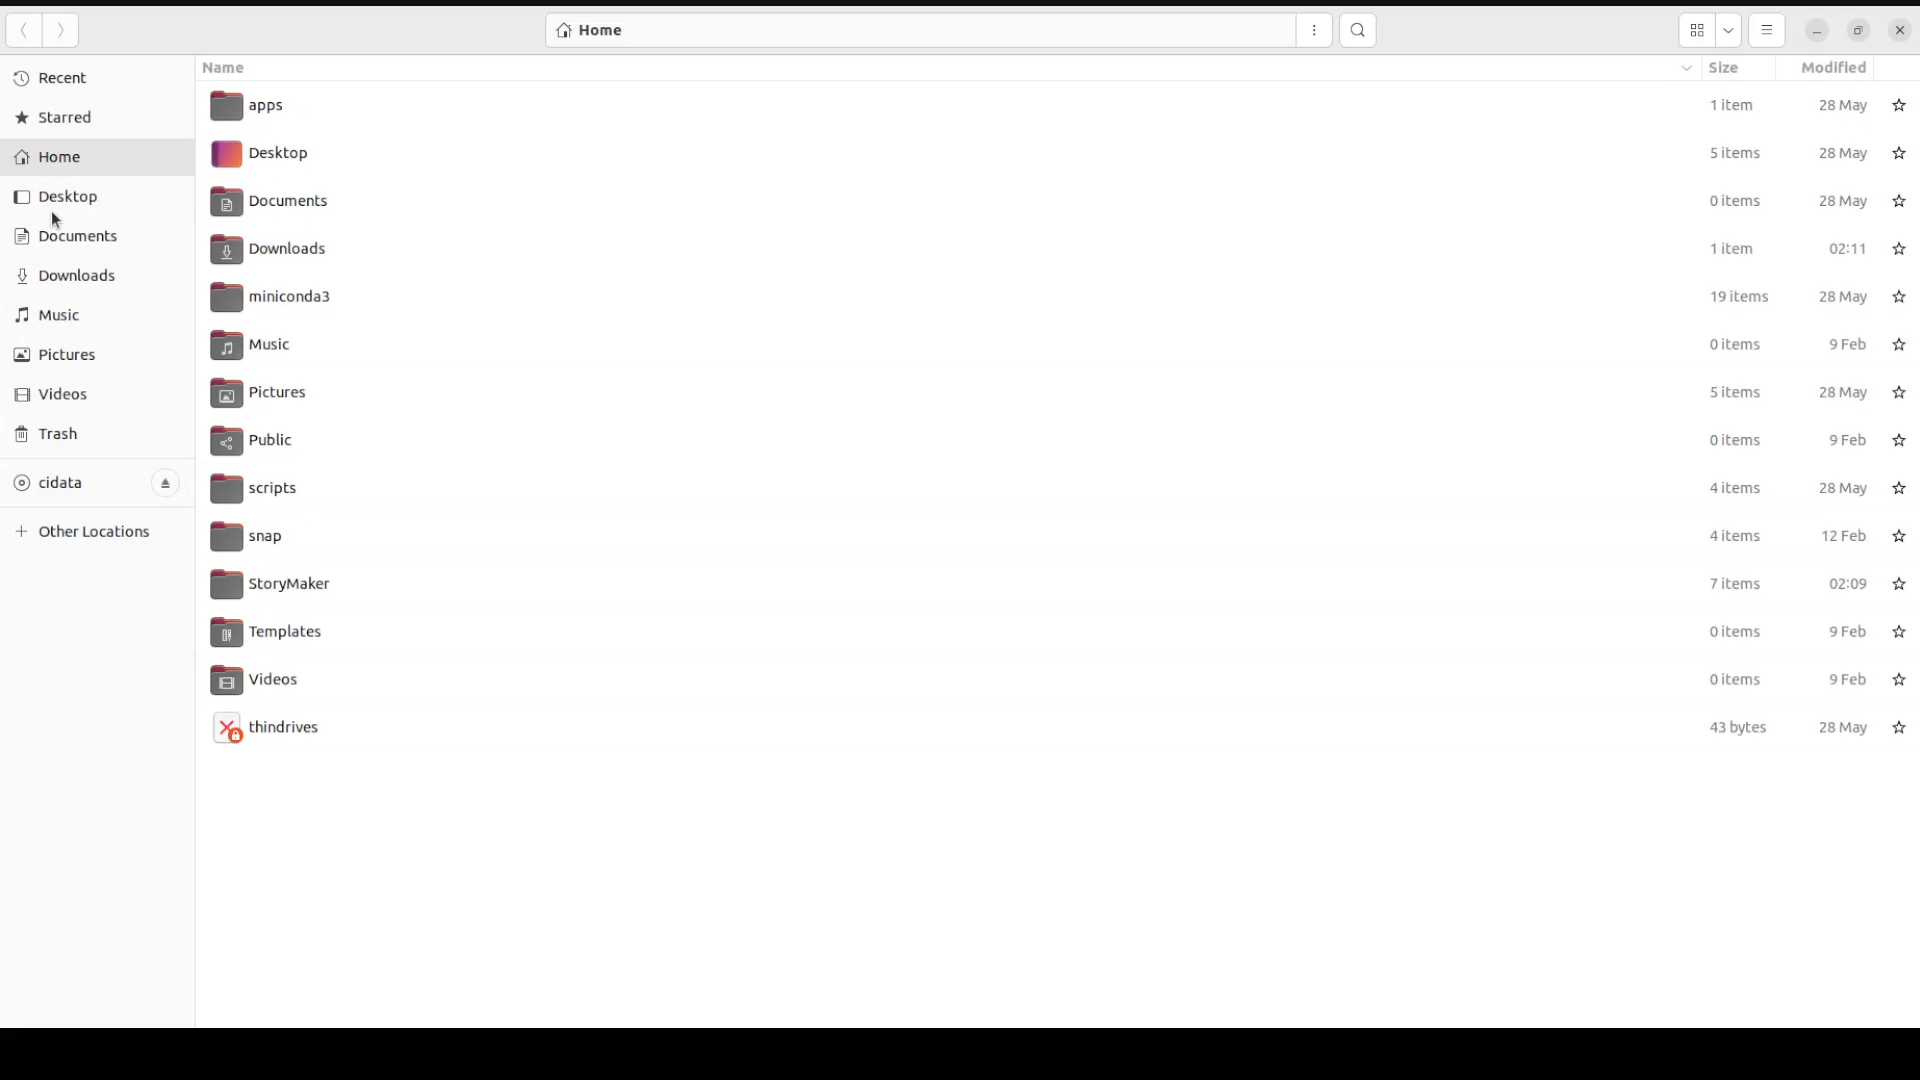 Home
Name
Size
Modified
Recent
Starred
Home
Desktop
Documents
Downloads
Music
Pictures
Videos
Trash
cidata
Other Locations
apps 1 item 28 May
Desktop 5 items 28 May
Documents 0 items 28 May
Downloads 1 item 02:11
miniconda3 19 items 28 May
Music 0 items 9 Feb
Pictures 5 items 28 May
Public 0 items 9 Feb
scripts 4 items 28 May
snap 4 items 12 Feb
StoryMaker 7 items 02:09
Templates 0 items 9 Feb
Videos 0 items 9 Feb
thindrives 43 bytes 28 May